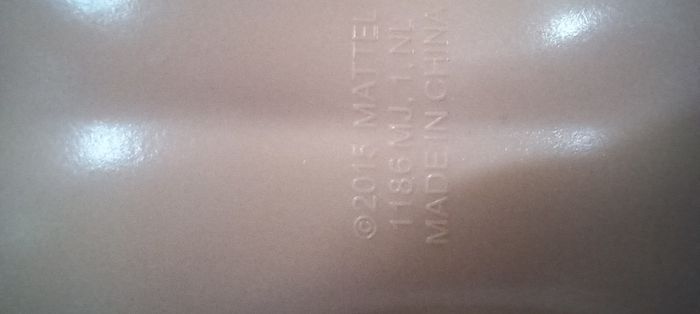 ©2015 MATTEL
1186 MJ, 1, NL
MADE IN CHINA